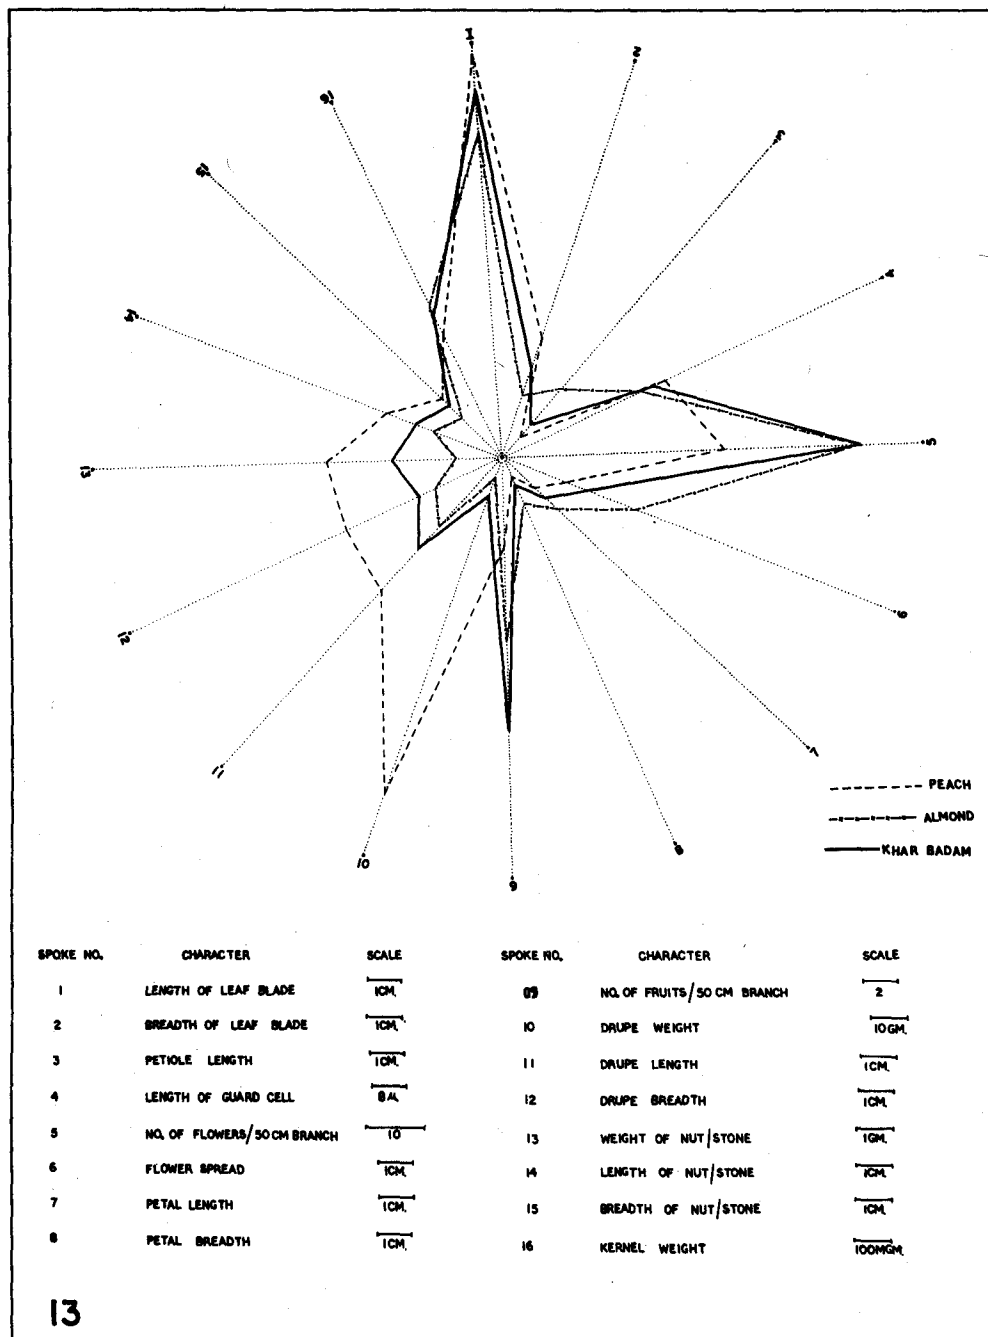 1
2
3
4
5
6
7
8
9
10
11
12
13
14
15
16
PEACH
ALMOND
KHAR BADAM
SPOKE NO. CHARACTER SCALE SPOKE NO. CHARACTER SCALE
1 LENGTH OF LEAF BLADE 1CM. 09 NO. OF FRUITS/50 CM BRANCH 2
2 BREADTH OF LEAF BLADE 1CM. 10 DRUPE WEIGHT 10GM.
3 PETIOLE LENGTH 1CM. 11 DRUPE LENGTH 1CM.
4 LENGTH OF GUARD CELL 8 12 DRUPE BREADTH 1CM.
5 NO. OF FLOWERS/50 CM BRANCH 10 13 WEIGHT OF NUT/STONE 1GM.
6 FLOWER SPREAD 1CM. 14 LENGTH OF NUT/STONE 1CM.
7 PETAL LENGTH 1CM. 15 BREADTH OF NUT/STONE 1CM.
8 PETAL BREADTH 1CM. 16 KERNEL WEIGHT 100MGM.
13